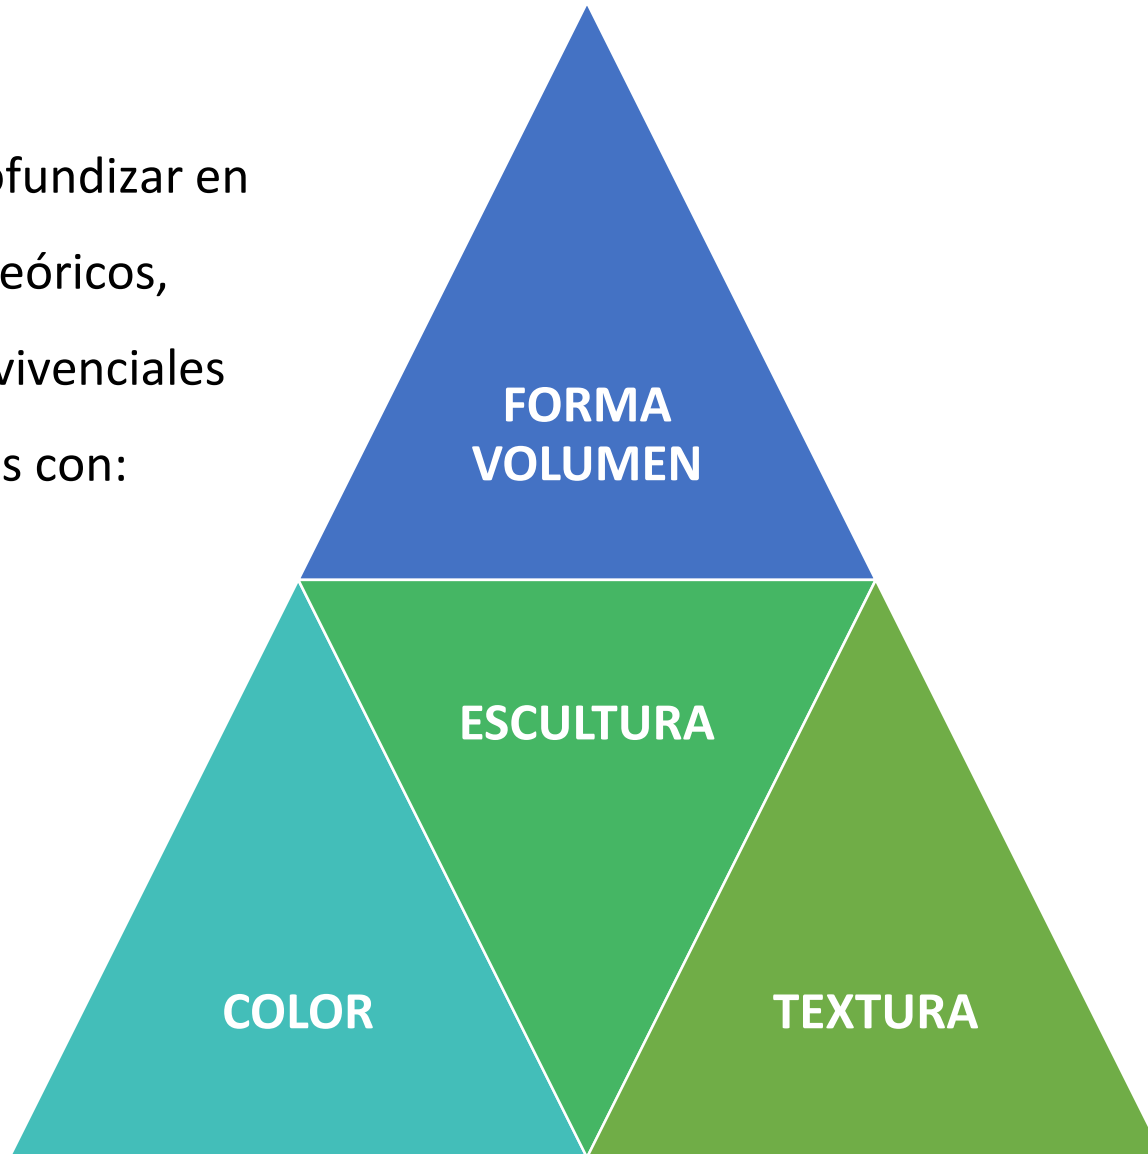 ofundizar en
eóricos,
vivenciales
s con:
FORMA
VOLUMEN
ESCULTURA
COLOR
TEXTURA